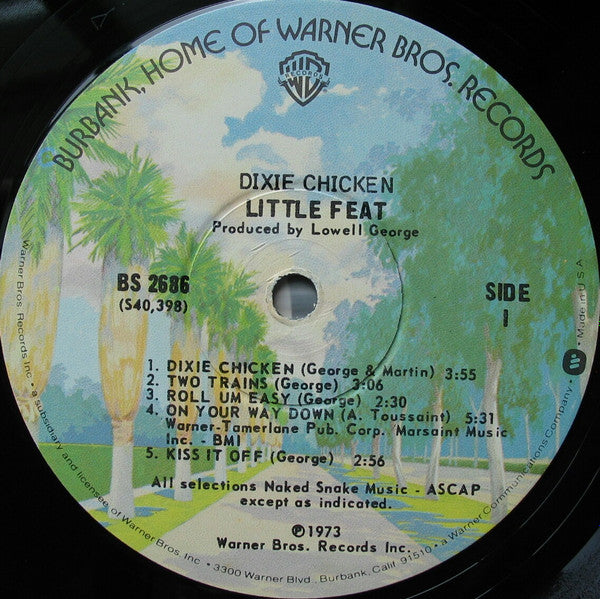 BURBANK, HOME OF WARNER BROS. RECORDS
RECORDS
DIXIE CHICKEN
LITTLE FEAT
Produced by Lowell George
BS 2686
(S40,398)
SIDE
1
1. DIXIE CHICKEN (George & Martin) 3:55
2. TWO TRAINS (George) 3:06
3. ROLL UM EASY (George) 2:30
4. ON YOUR WAY DOWN (A. Toussaint) 5:31
Warner-Tamerlane Pub. Corp. Marsaint Music
Inc. - BMI
5. KISS IT OFF (George) 2:56
All selections Naked Snake Music - ASCAP
except as indicated.
℗1973
Warner Bros. Records Inc.
Warner Bros. Records Inc. • a subsidiary and licensee of Warner Bros. Inc. • 3300 Warner Blvd., Burbank, Calif. 91510 • a Warner Communications Company • Made in U.S.A.